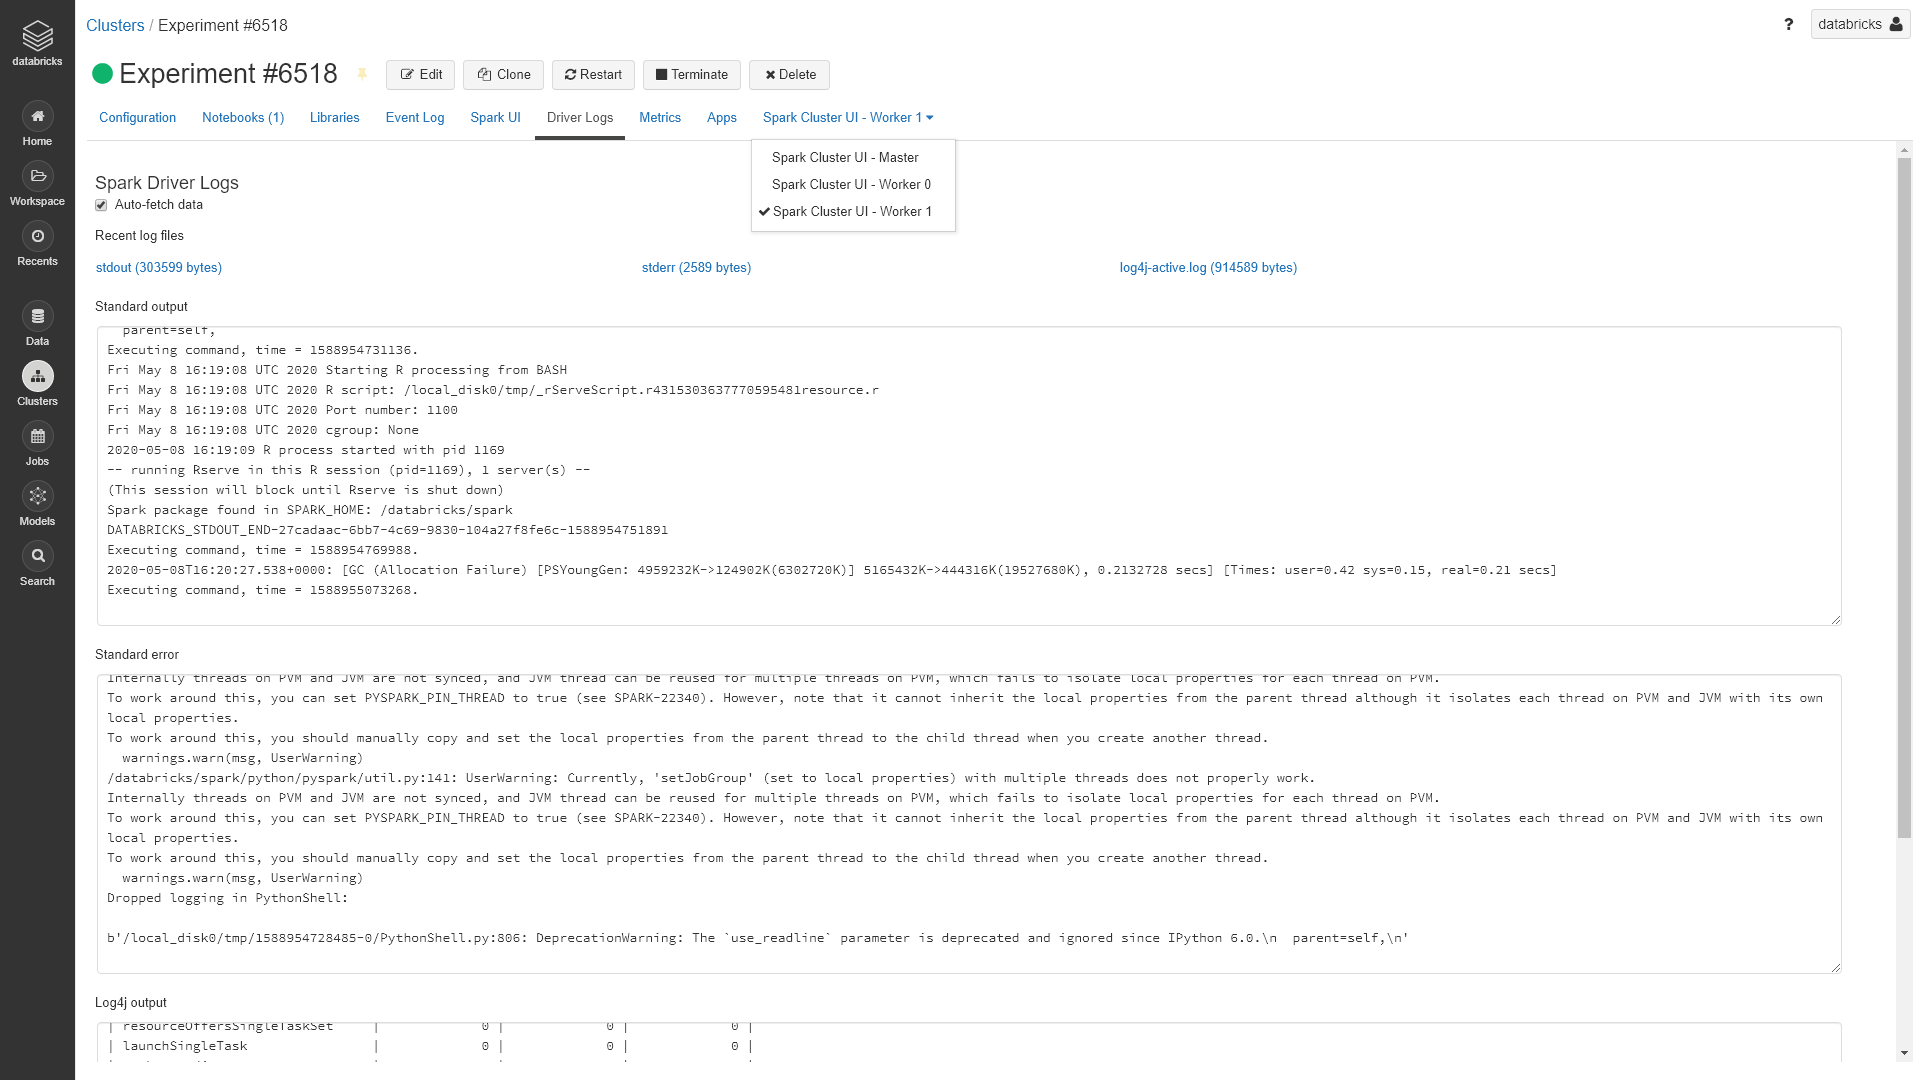 databricks
Home
Workspace
Recents
Data
Clusters
Jobs
Models
Search
Clusters / Experiment #6518
? databricks
Experiment #6518 Edit Clone Restart Terminate Delete
Configuration Notebooks (1) Libraries Event Log Spark UI Driver Logs Metrics Apps Spark Cluster UI - Worker 1
Spark Cluster UI - Master
Spark Cluster UI - Worker 0
Spark Cluster UI - Worker 1
Spark Driver Logs
Auto-fetch data
Recent log files
stdout (303599 bytes) stderr (2589 bytes) log4j-active.log (914589 bytes)
Standard output
parent=self,
Executing command, time = 1588954731136.
Fri May 8 16:19:08 UTC 2020 Starting R processing from BASH
Fri May 8 16:19:08 UTC 2020 R script: /local_disk0/tmp/_rServeScript.r4315303637770595481resource.r
Fri May 8 16:19:08 UTC 2020 Port number: 1100
Fri May 8 16:19:08 UTC 2020 cgroup: None
2020-05-08 16:19:09 R process started with pid 1169
-- running Rserve in this R session (pid=1169), 1 server(s) --
(This session will block until Rserve is shut down)
Spark package found in SPARK_HOME: /databricks/spark
DATABRICKS_STDOUT_END-27cadaac-6bb7-4c69-9830-104a27f8fe6c-1588954751891
Executing command, time = 1588954769988.
2020-05-08T16:20:27.538+0000: [GC (Allocation Failure) [PSYoungGen: 4959232K->124902K(6302720K)] 5165432K->444316K(19527680K), 0.2132728 secs] [Times: user=0.42 sys=0.15, real=0.21 secs]
Executing command, time = 1588955073268.
Standard error
Internally threads on PVM and JVM are not synced, and JVM thread can be reused for multiple threads on PVM, which fails to isolate local properties for each thread on PVM.
To work around this, you can set PYSPARK_PIN_THREAD to true (see SPARK-22340). However, note that it cannot inherit the local properties from the parent thread although it isolates each thread on PVM and JVM with its own
local properties.
To work around this, you should manually copy and set the local properties from the parent thread to the child thread when you create another thread.
warnings.warn(msg, UserWarning)
/databricks/spark/python/pyspark/util.py:141: UserWarning: Currently, 'setJobGroup' (set to local properties) with multiple threads does not properly work.
Internally threads on PVM and JVM are not synced, and JVM thread can be reused for multiple threads on PVM, which fails to isolate local properties for each thread on PVM.
To work around this, you can set PYSPARK_PIN_THREAD to true (see SPARK-22340). However, note that it cannot inherit the local properties from the parent thread although it isolates each thread on PVM and JVM with its own
local properties.
To work around this, you should manually copy and set the local properties from the parent thread to the child thread when you create another thread.
warnings.warn(msg, UserWarning)
Dropped logging in PythonShell:
b'/local_disk0/tmp/1588954728485-0/PythonShell.py:806: DeprecationWarning: The `use_readline` parameter is deprecated and ignored since IPython 6.0.\n  parent=self,\n'
Log4j output
| resourceOffersSingleTaskSet | 0 | 0 | 0 |
| launchSingleTask | 0 | 0 | 0 |